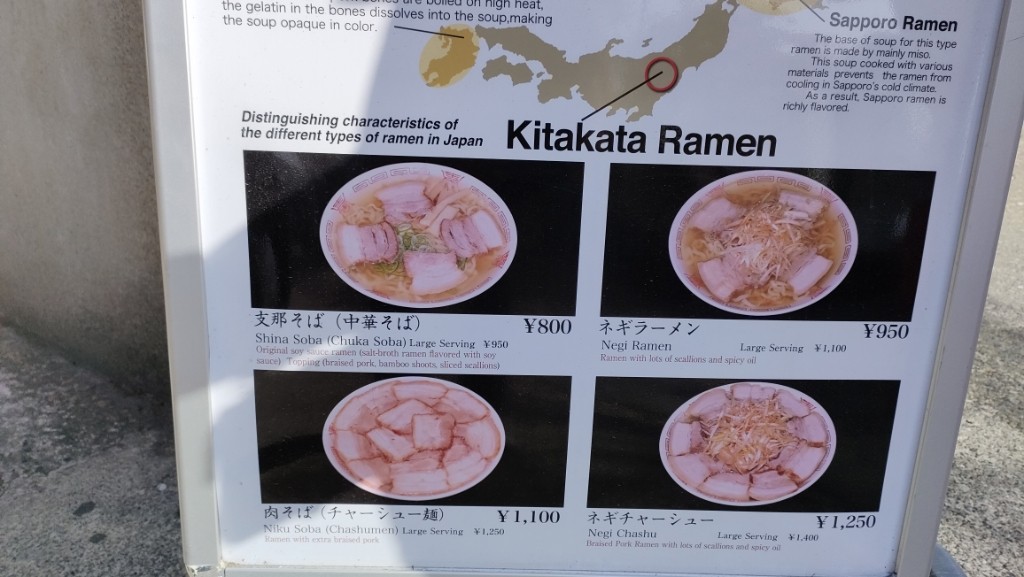 bones are boiled on high heat,
the gelatin in the bones dissolves into the soup,making
the soup opaque in color.
Sapporo Ramen
The base of soup for this type
ramen is made by mainly miso.
This soup cooked with various
materials prevents the ramen from
cooling in Sapporo's cold climate.
As a result, Sapporo ramen is
richly flavored.
Distinguishing characteristics of
the different types of ramen in Japan
Kitakata Ramen
支那そば（中華そば） ¥800
Shina Soba (Chuka Soba) Large Serving ¥950
Original soy sauce ramen (salt-broth ramen flavored with soy
sauce) Topping (braised pork, bamboo shoots, sliced scallions)
ネギラーメン ¥950
Negi Ramen Large Serving ¥1,100
Ramen with lots of scallions and spicy oil
肉そば（チャーシュー麺） ¥1,100
Niku Soba (Chashumen) Large Serving ¥1,250
Ramen with extra braised pork
ネギチャーシュー ¥1,250
Negi Chashu Large Serving ¥1,400
Braised Pork Ramen with lots of scallions and spicy oil